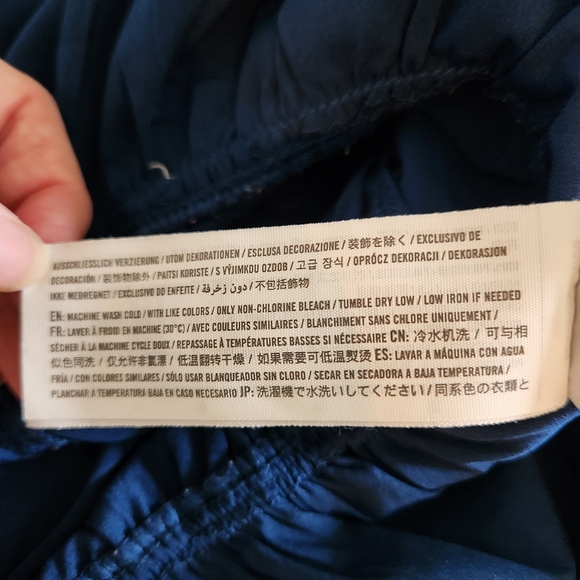 AUSSCHLIESSLICH VERZIERUNG / UTOM DEKORATIONEN / ESCLUSA DECORAZIONE / 装飾を除く / EXCLUSIVO DE
DECORACIÓN / 装饰物除外 / PAITSI KORISTE / S VÝJIMKOU OZDOB / 고급 장식 / OPRÓCZ DEKORACJI / DEKORASJON
IKKE MEDREGNET / EXCLUSIVO DO ENFEITE / دون زخرفة / 不包括飾物
EN: MACHINE WASH COLD / WITH LIKE COLORS / ONLY NON-CHLORINE BLEACH / TUMBLE DRY LOW / LOW IRON IF NEEDED
FR: LAVER À FROID EN MACHINE (30°C) / AVEC COULEURS SIMILAIRES / BLANCHIMENT SANS CHLORE UNIQUEMENT /
SÉCHER À LA MACHINE CYCLE DOUX / REPASSAGE À TEMPÉRATURES BASSES SI NÉCESSAIRE CN: 冷水机洗 / 可与相
似色同洗 / 仅允许非氯漂 / 低温翻转干燥 / 如果需要可低温熨烫 ES: LAVAR A MÁQUINA CON AGUA
FRÍA / CON COLORES SIMILARES / SÓLO USAR BLANQUEADOR SIN CLORO / SECAR EN SECADORA A BAJA TEMPERATURA /
PLANCHAR A TEMPERATURA BAJA EN CASO NECESARIO JP: 洗濯機で水洗いしてください / 同系色の衣類と